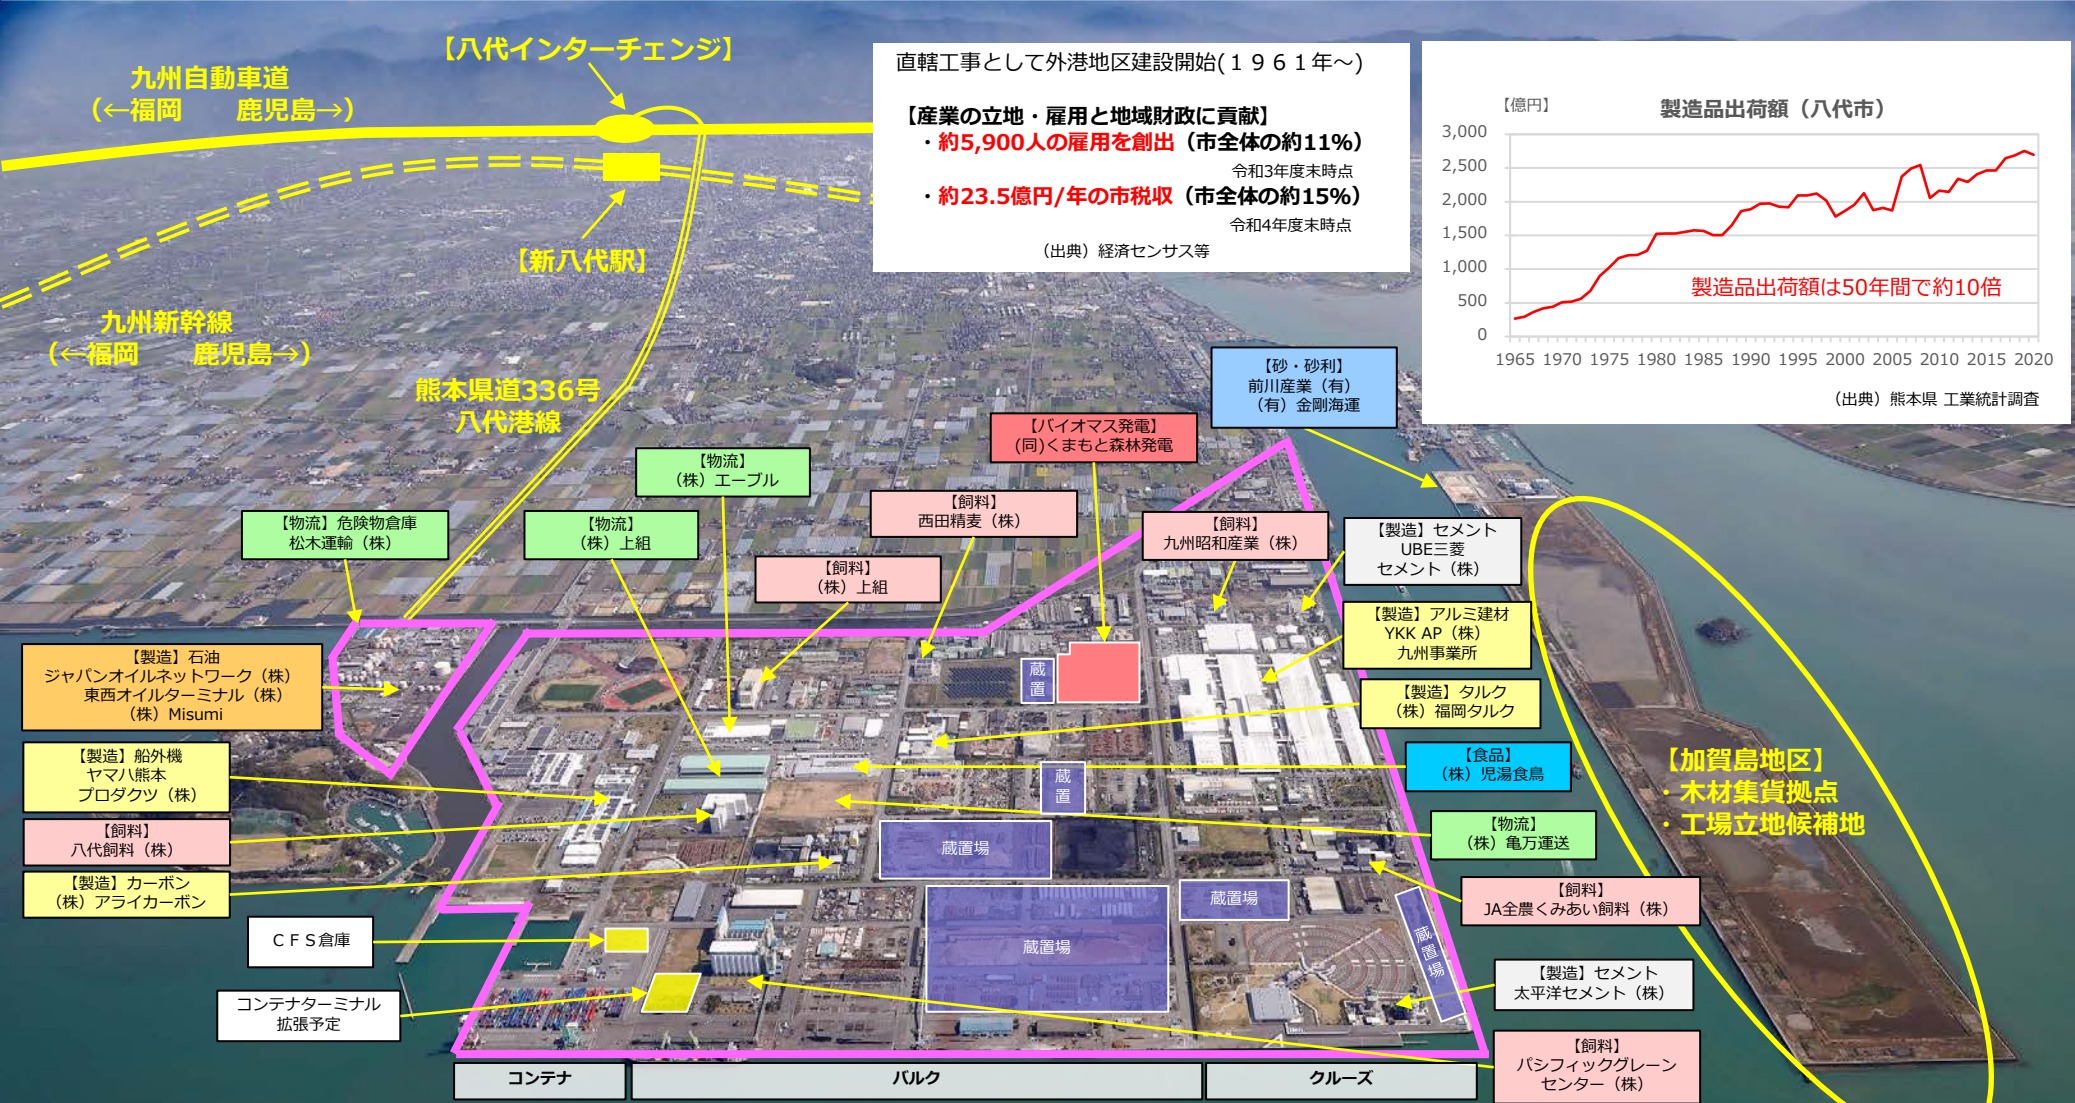 【八代インターチェンジ】
九州自動車道
（←福岡　　鹿児島→）
【新八代駅】
九州新幹線
（←福岡　　鹿児島→）
熊本県道336号
八代港線
直轄工事として外港地区建設開始(１９６１年～)
【産業の立地・雇用と地域財政に貢献】
・約5,900人の雇用を創出（市全体の約11%）
令和3年度末時点
・約23.5億円/年の市税収（市全体の約15%）
令和4年度末時点
（出典）経済センサス等
【億円】
製造品出荷額（八代市）
3,000
2,500
2,000
1,500
1,000
500
0
製造品出荷額は50年間で約10倍
1965 1970 1975 1980 1985 1990 1995 2000 2005 2010 2015 2020
（出典）熊本県 工業統計調査
【砂・砂利】
前川産業（有）
（有）金剛海運
【バイオマス発電】
(同)くまもと森林発電
【物流】
（株）エーブル
【飼料】
西田精麦（株）
【物流】危険物倉庫
松木運輸（株）
【物流】
（株）上組
【飼料】
九州昭和産業（株）
【製造】セメント
UBE三菱
セメント（株）
【飼料】
（株）上組
【製造】アルミ建材
YKK AP（株）
九州事業所
【製造】石油
ジャパンオイルネットワーク（株）
東西オイルターミナル（株）
（株）Misumi
蔵
置
【製造】タルク
（株）福岡タルク
【製造】船外機
ヤマハ熊本
プロダクツ（株）
【食品】
（株）児湯食鳥
【加賀島地区】
・木材集貨拠点
・工場立地候補地
蔵
置
【飼料】
八代飼料（株）
【物流】
（株）亀万運送
蔵置場
【製造】カーボン
（株）アライカーボン
【飼料】
JA全農くみあい飼料（株）
蔵置場
ＣＦＳ倉庫
蔵置場
蔵
置
場
コンテナターミナル
拡張予定
【製造】セメント
太平洋セメント（株）
【飼料】
パシフィックグレーン
センター（株）
コンテナ
バルク
クルーズ